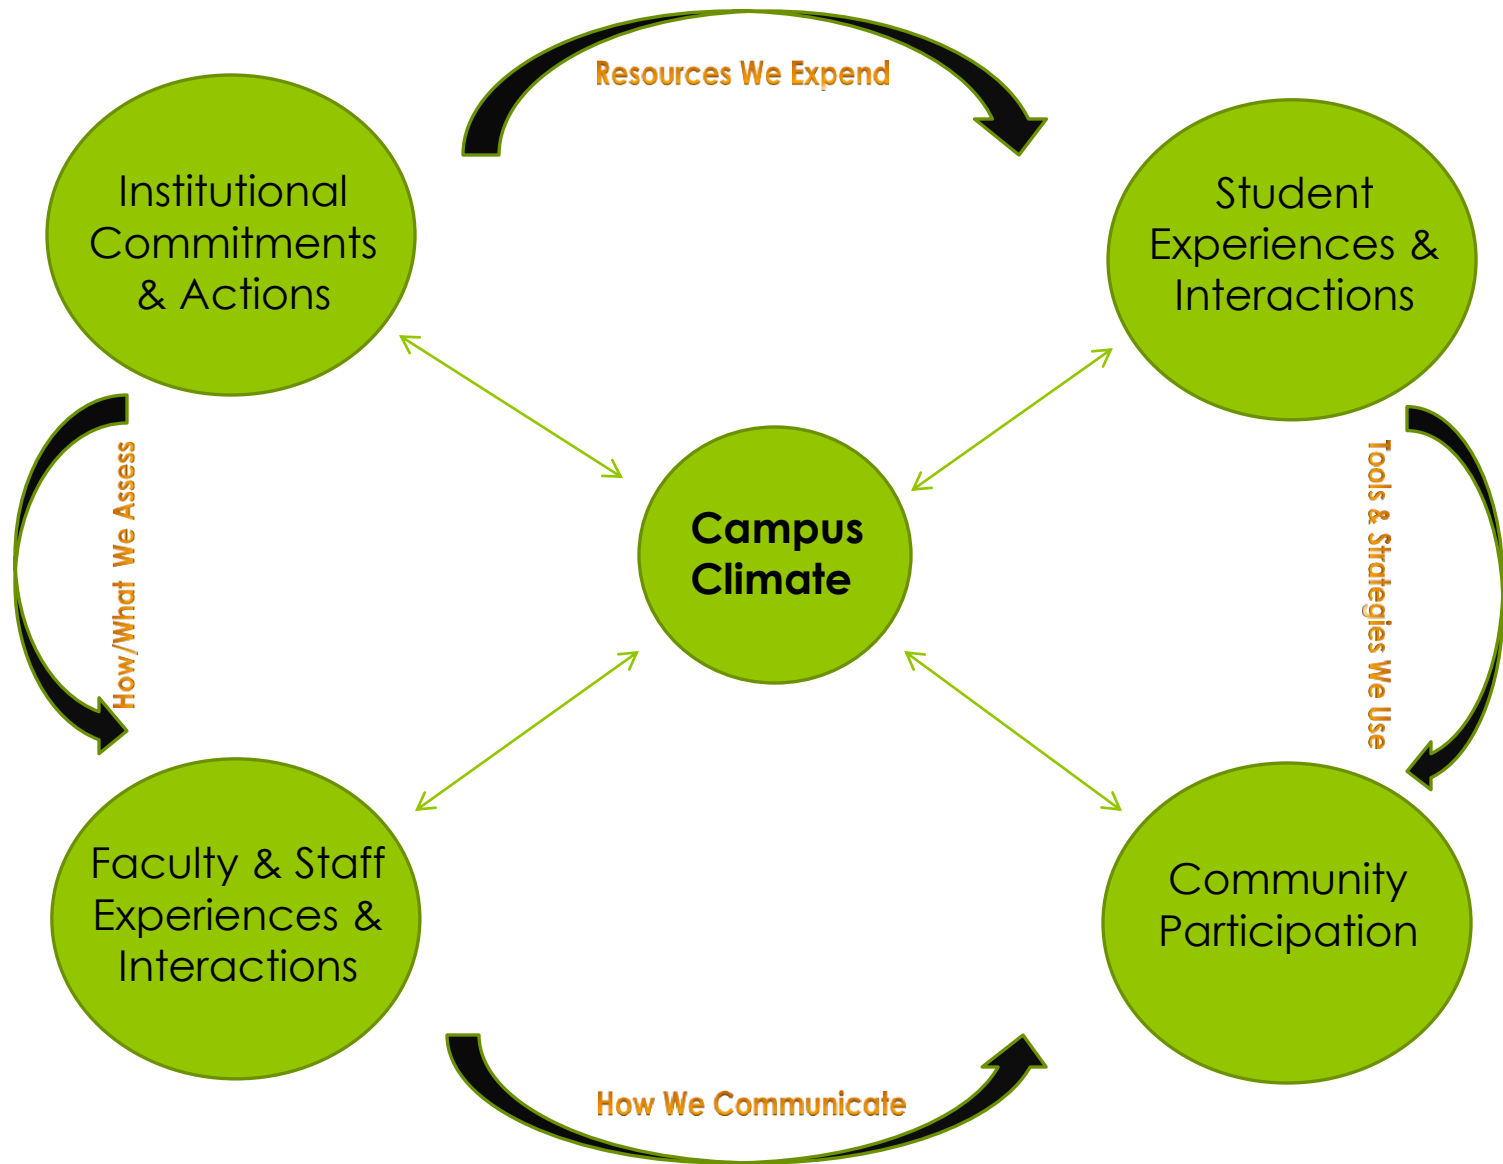 Resources We Expend
Institutional
Commitments
& Actions
Student
Experiences &
Interactions
How/What We Assess
Campus
Climate
Tools & Strategies We Use
Faculty & Staff
Experiences &
Interactions
Community
Participation
How We Communicate